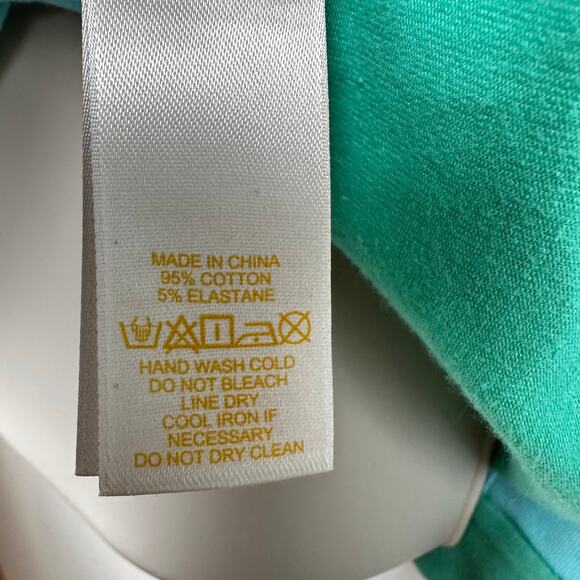 MADE IN CHINA
95% COTTON
5% ELASTANE
HAND WASH COLD
DO NOT BLEACH
LINE DRY
COOL IRON IF
NECESSARY
DO NOT DRY CLEAN